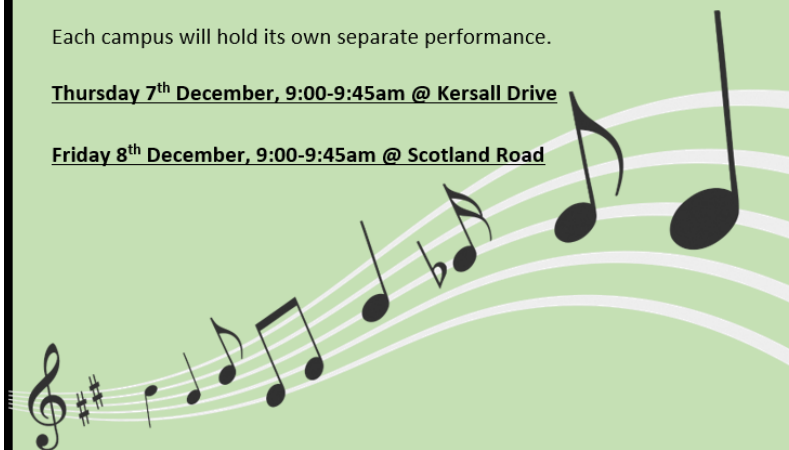 Each campus will hold its own separate performance.
Thursday 7th December, 9:00-9:45am @ Kersall Drive
Friday 8th December, 9:00-9:45am @ Scotland Road